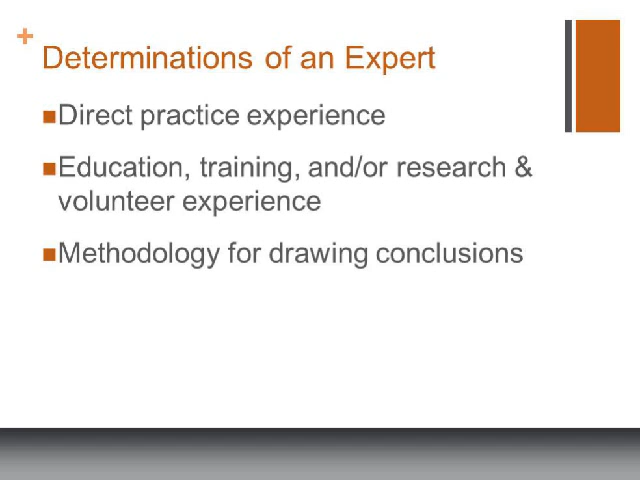 +
Determinations of an Expert
■Direct practice experience
■Education, training, and/or research &
volunteer experience
■Methodology for drawing conclusions